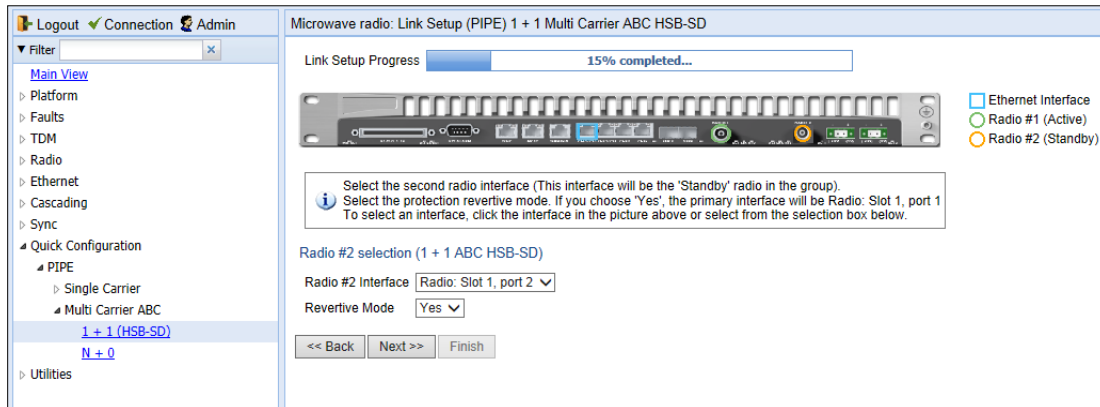 Logout Connection Admin
Microwave radio: Link Setup (PIPE) 1 + 1 Multi Carrier ABC HSB-SD
Filter
Main View
Platform
Faults
TDM
Radio
Ethernet
Cascading
Sync
Quick Configuration
PIPE
Single Carrier
Multi Carrier ABC
1 + 1 (HSB-SD)
N + 0
Utilities
Link Setup Progress 15% completed...
Ethernet Interface
Radio #1 (Active)
Radio #2 (Standby)
Select the second radio interface (This interface will be the 'Standby' radio in the group).
Select the protection revertive mode. If you choose 'Yes', the primary interface will be Radio: Slot 1, port 1
To select an interface, click the interface in the picture above or select from the selection box below.
Radio #2 selection (1 + 1 ABC HSB-SD)
Radio #2 Interface Radio: Slot 1, port 2
Revertive Mode Yes
<< Back Next >> Finish